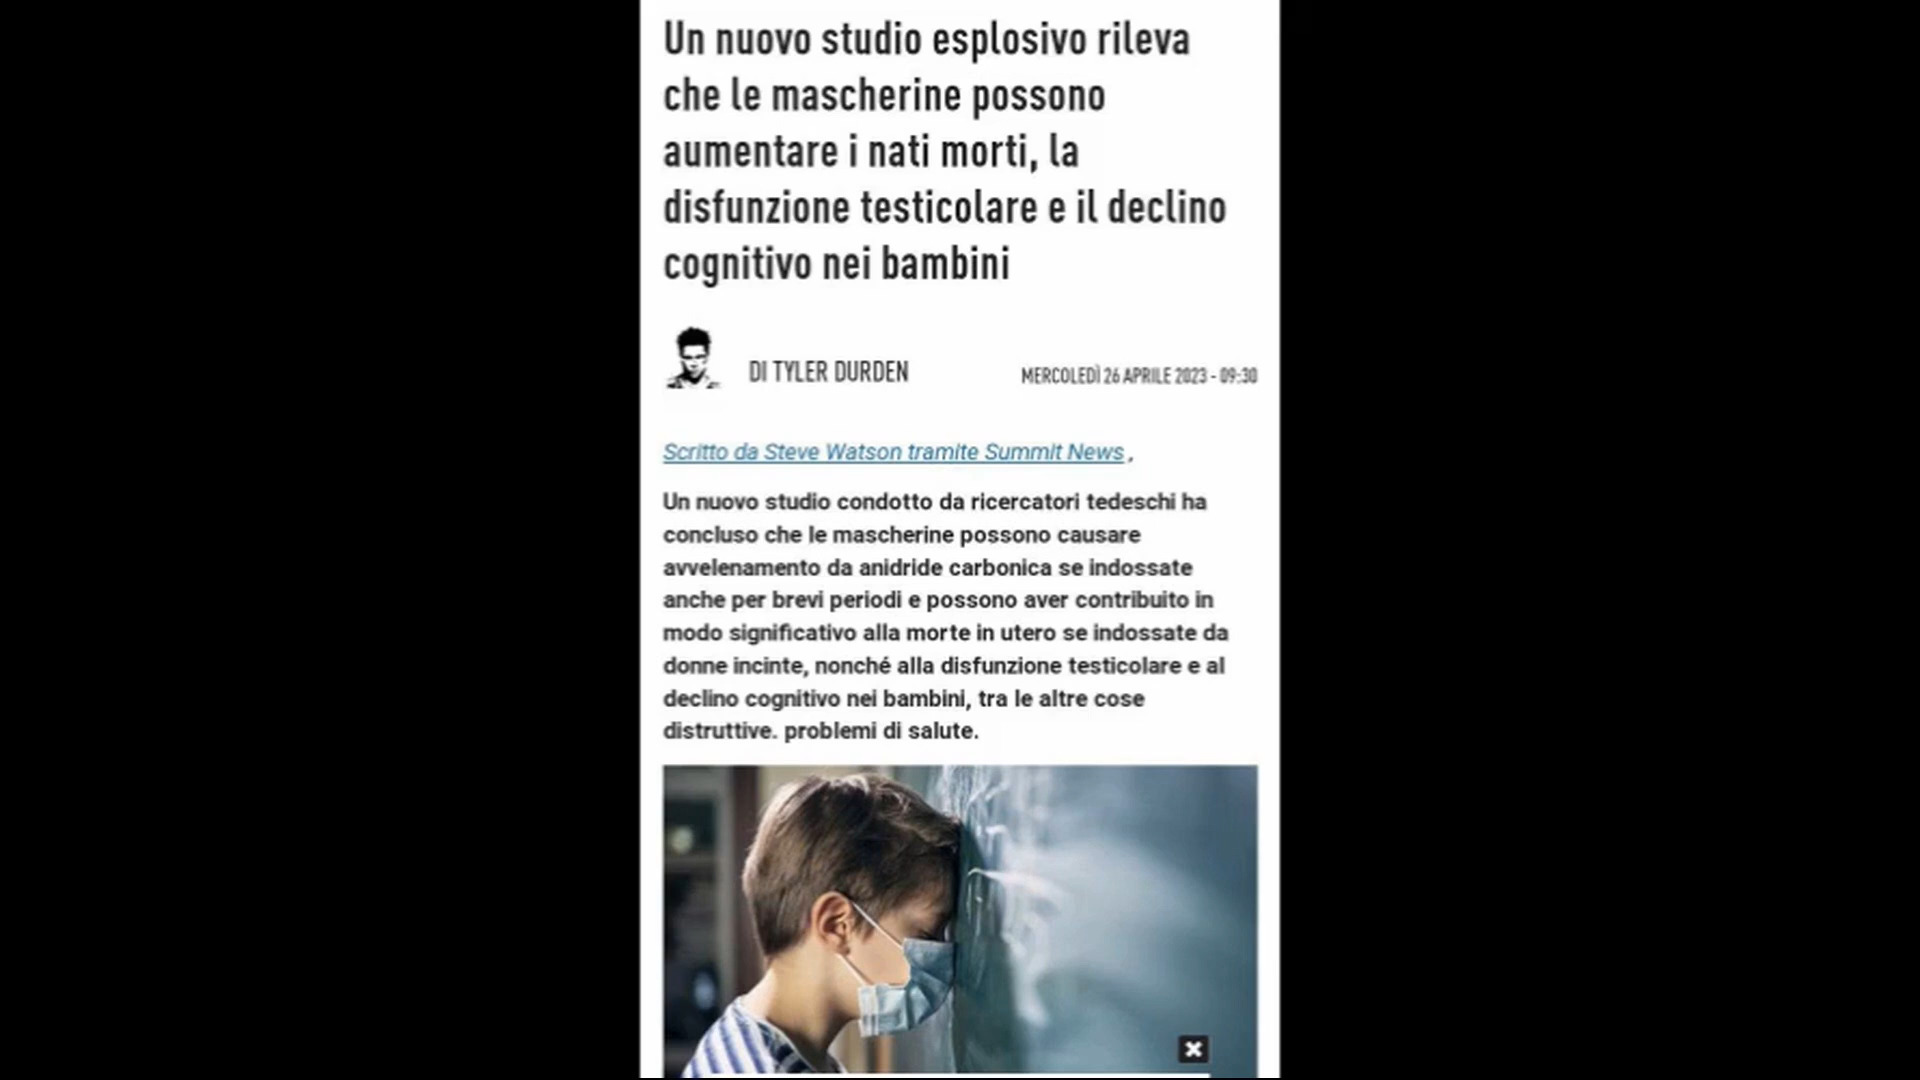 Un nuovo studio esplosivo rileva
che le mascherine possono
aumentare i nati morti, la
disfunzione testicolare e il declino
cognitivo nei bambini
DI TYLER DURDEN
MERCOLEDÌ 26 APRILE 2023 - 09:30
Scritto da Steve Watson tramite Summit News ,
Un nuovo studio condotto da ricercatori tedeschi ha
concluso che le mascherine possono causare
avvelenamento da anidride carbonica se indossate
anche per brevi periodi e possono aver contribuito in
modo significativo alla morte in utero se indossate da
donne incinte, nonché alla disfunzione testicolare e al
declino cognitivo nei bambini, tra le altre cose
distruttive. problemi di salute.